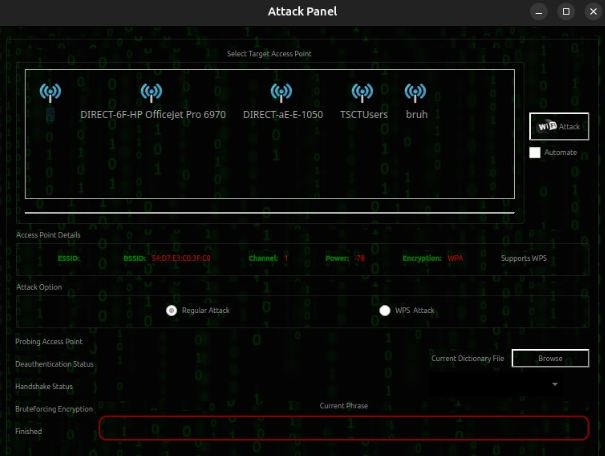 Attack Panel
Select Target Access Point
DIRECT-6F-HP OfficeJet Pro 6970 DIRECT-aE-E-1050 TSCTUsers bruh
WiFi Attack
Automate
Access Point Details
ESSID: BSSID: 54:D7:E3:C0:3F:C0 Channel: 1 Power: -78 Encryption: WPA Supports WPS
Attack Option
Regular Attack WPS Attack
Probing Access Point
Deauthentication Status
Current Dictionary File Browse
Handshake Status
Bruteforcing Encryption
Current Phrase
Finished